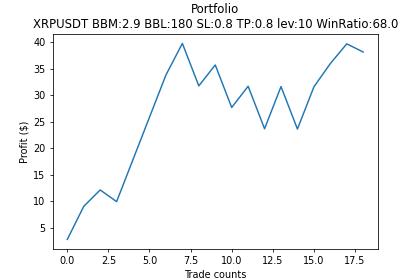 Portfolio
XRPUSDT BBM:2.9 BBL:180 SL:0.8 TP:0.8 lev:10 WinRatio:68.0
40
35
30
25
20
15
10
5
Profit ($)
0.0 2.5 5.0 7.5 10.0 12.5 15.0 17.5
Trade counts